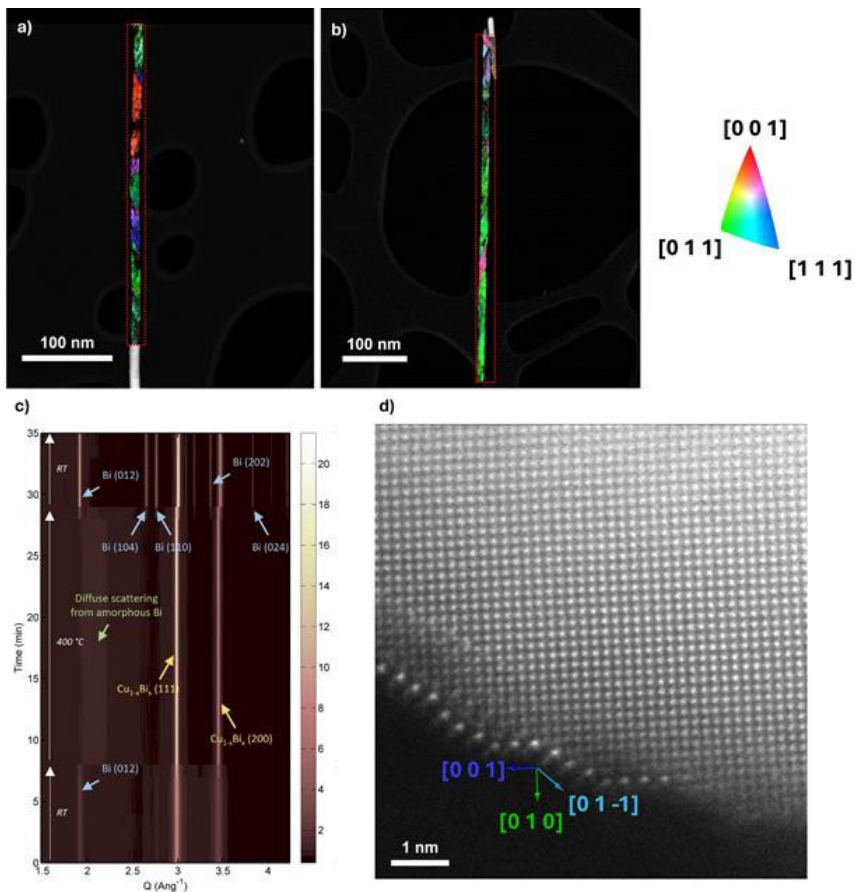 a)
b)
[0 0 1]
[0 1 1]
[1 1 1]
100 nm
100 nm
c)
35
30
25
20
15
10
5
0
Time (min)
RT
400 °C
RT
Bi (012)
Bi (202)
Bi (104)
Bi (110)
Bi (024)
Diffuse scattering
from amorphous Bi
Cu₁₋ₓBiₓ (111)
Cu₁₋ₓBiₓ (200)
Bi (012)
1.5
2
2.5
3
3.5
4
Q (Ang⁻¹)
20
18
16
14
12
10
8
6
4
2
d)
[0 0 1]
[0 1 -1]
[0 1 0]
1 nm